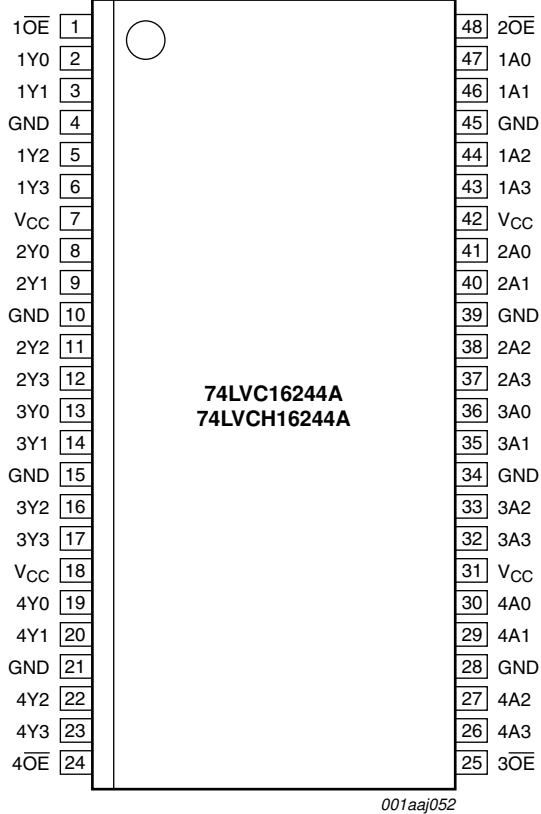 1O̅E̅ 1 48 2O̅E̅
1Y0 2 47 1A0
1Y1 3 46 1A1
GND 4 45 GND
1Y2 5 44 1A2
1Y3 6 43 1A3
VCC 7 42 VCC
2Y0 8 41 2A0
2Y1 9 40 2A1
GND 10 39 GND
2Y2 11 38 2A2
2Y3 12 37 2A3
74LVC16244A
74LVCH16244A
3Y0 13 36 3A0
3Y1 14 35 3A1
GND 15 34 GND
3Y2 16 33 3A2
3Y3 17 32 3A3
VCC 18 31 VCC
4Y0 19 30 4A0
4Y1 20 29 4A1
GND 21 28 GND
4Y2 22 27 4A2
4Y3 23 26 4A3
4O̅E̅ 24 25 3O̅E̅
001aaj052